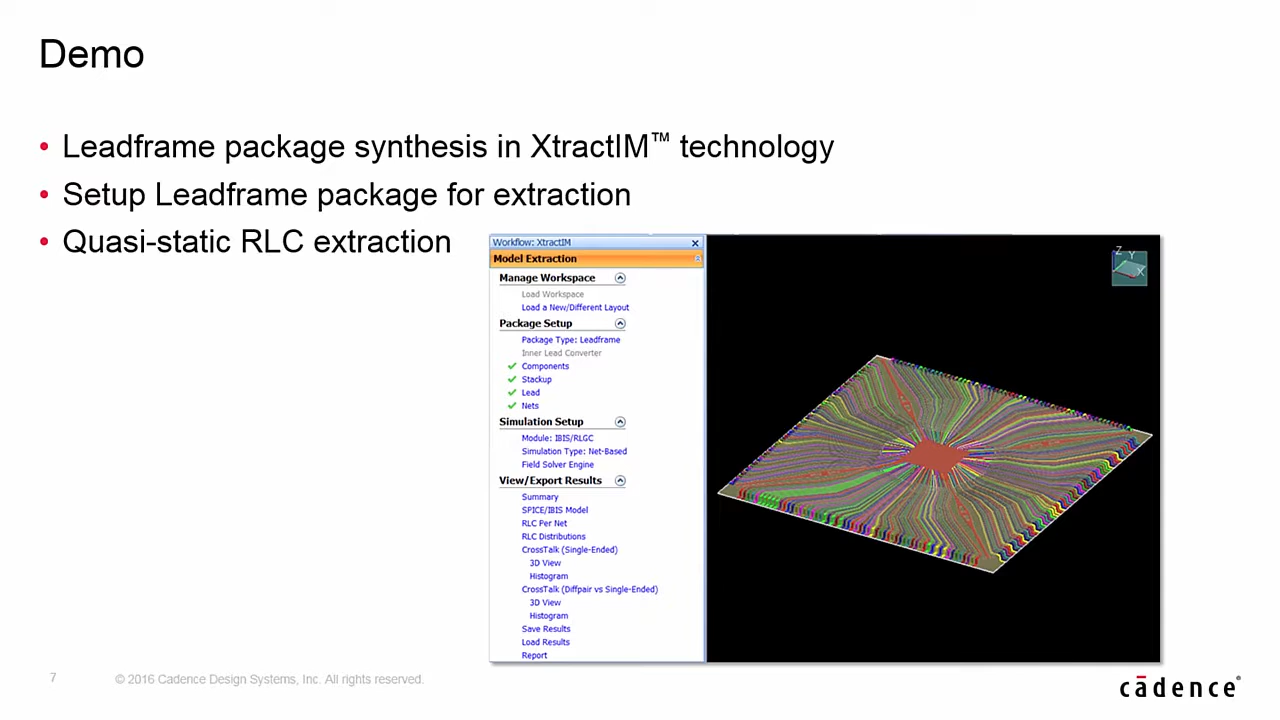 Demo
• Leadframe package synthesis in XtractIM™ technology
• Setup Leadframe package for extraction
• Quasi-static RLC extraction
Workflow: XtractIM
Model Extraction
Manage Workspace
Load Workspace
Load a New/Different Layout
Package Setup
Package Type: Leadframe
Inner Lead Converter
Components
Stackup
Lead
Nets
Simulation Setup
Module: IBIS/RLGC
Simulation Type: Net-Based
Field Solver Engine
View/Export Results
Summary
SPICE/IBIS Model
RLC Per Net
RLC Distributions
CrossTalk (Single-Ended)
3D View
Histogram
CrossTalk (Diffpair vs Single-Ended)
3D View
Histogram
Save Results
Load Results
Report
Z
Y
X
7
© 2016 Cadence Design Systems, Inc. All rights reserved.
cādence®